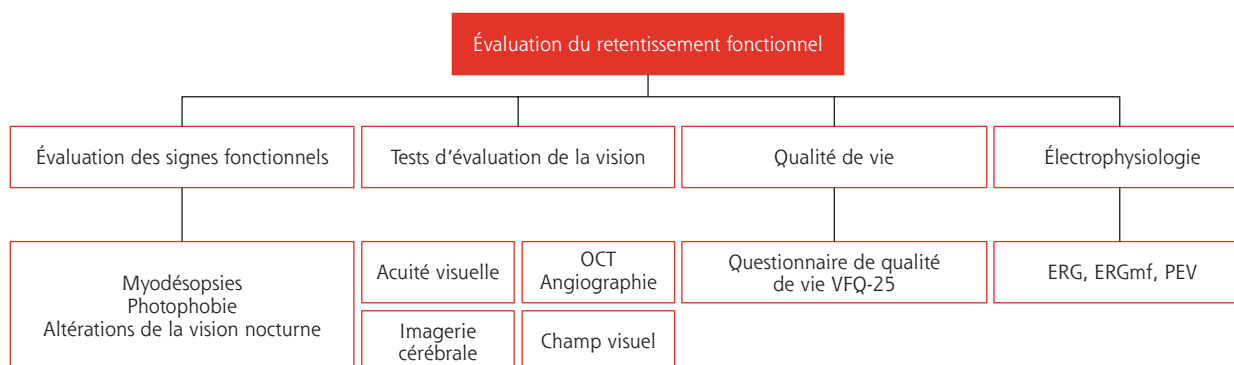 Évaluation du retentissement fonctionnel
Évaluation des signes fonctionnels
Tests d'évaluation de la vision
Qualité de vie
Électrophysiologie
Myodésopsies
Photophobie
Altérations de la vision nocturne
Acuité visuelle
OCT
Angiographie
Imagerie
cérébrale
Champ visuel
Questionnaire de qualité
de vie VFQ-25
ERG, ERGmf, PEV